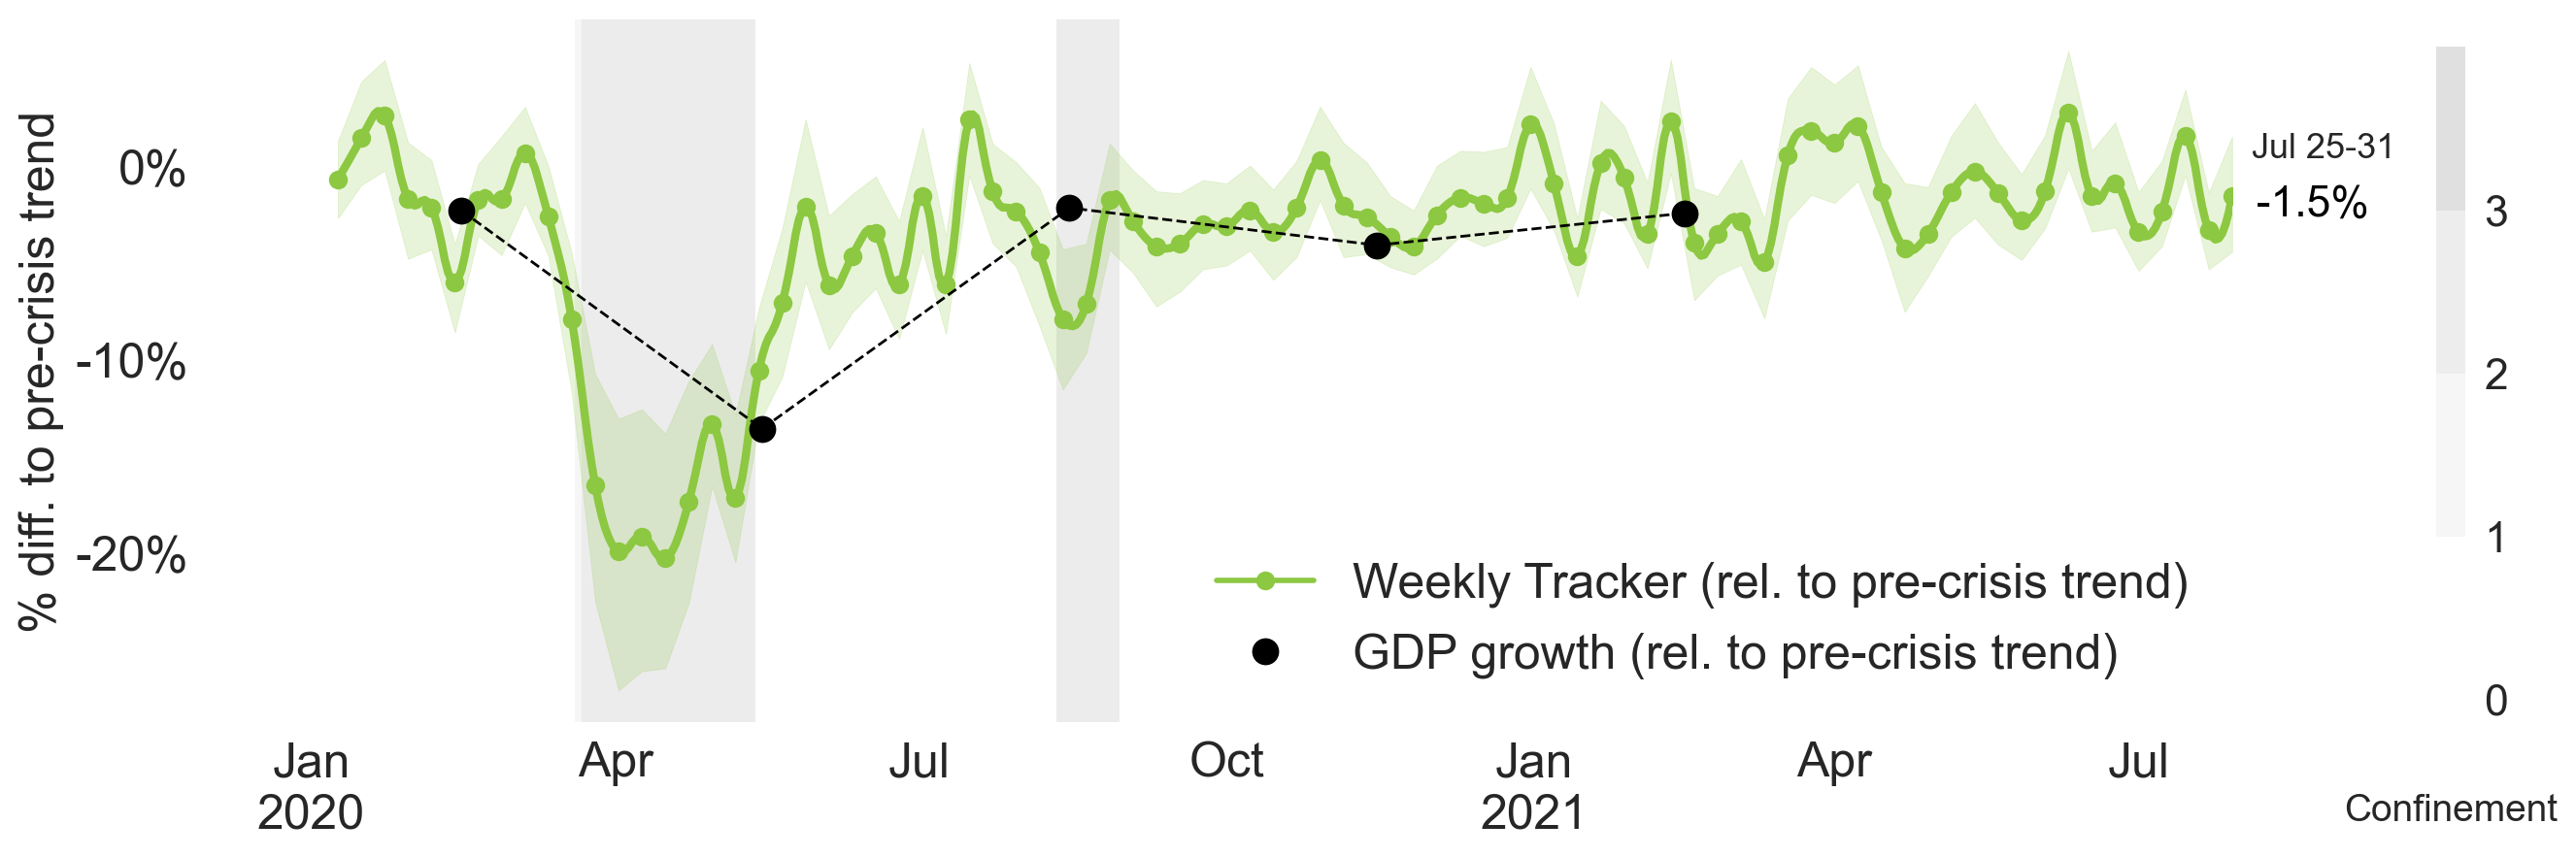 % diff. to pre-crisis trend
0%
-10%
-20%
Jul 25-31
-1.5%
3
2
1
0
Weekly Tracker (rel. to pre-crisis trend)
GDP growth (rel. to pre-crisis trend)
Jan
2020
Apr
Jul
Oct
Jan
2021
Apr
Jul
Confinement